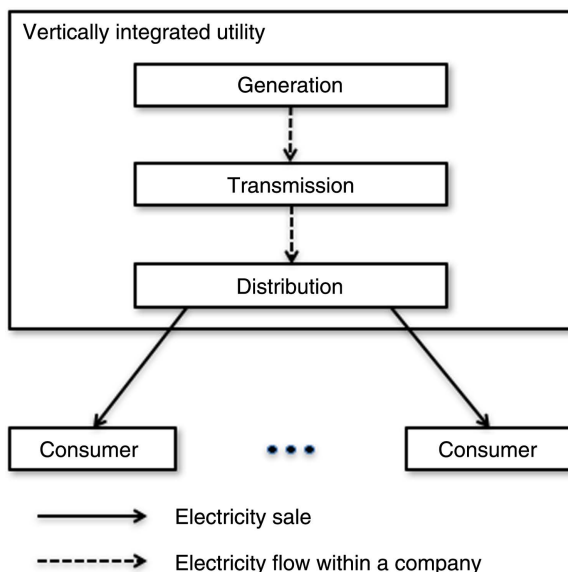 Vertically integrated utility
Generation
Transmission
Distribution
Consumer
Consumer
Electricity sale
Electricity flow within a company